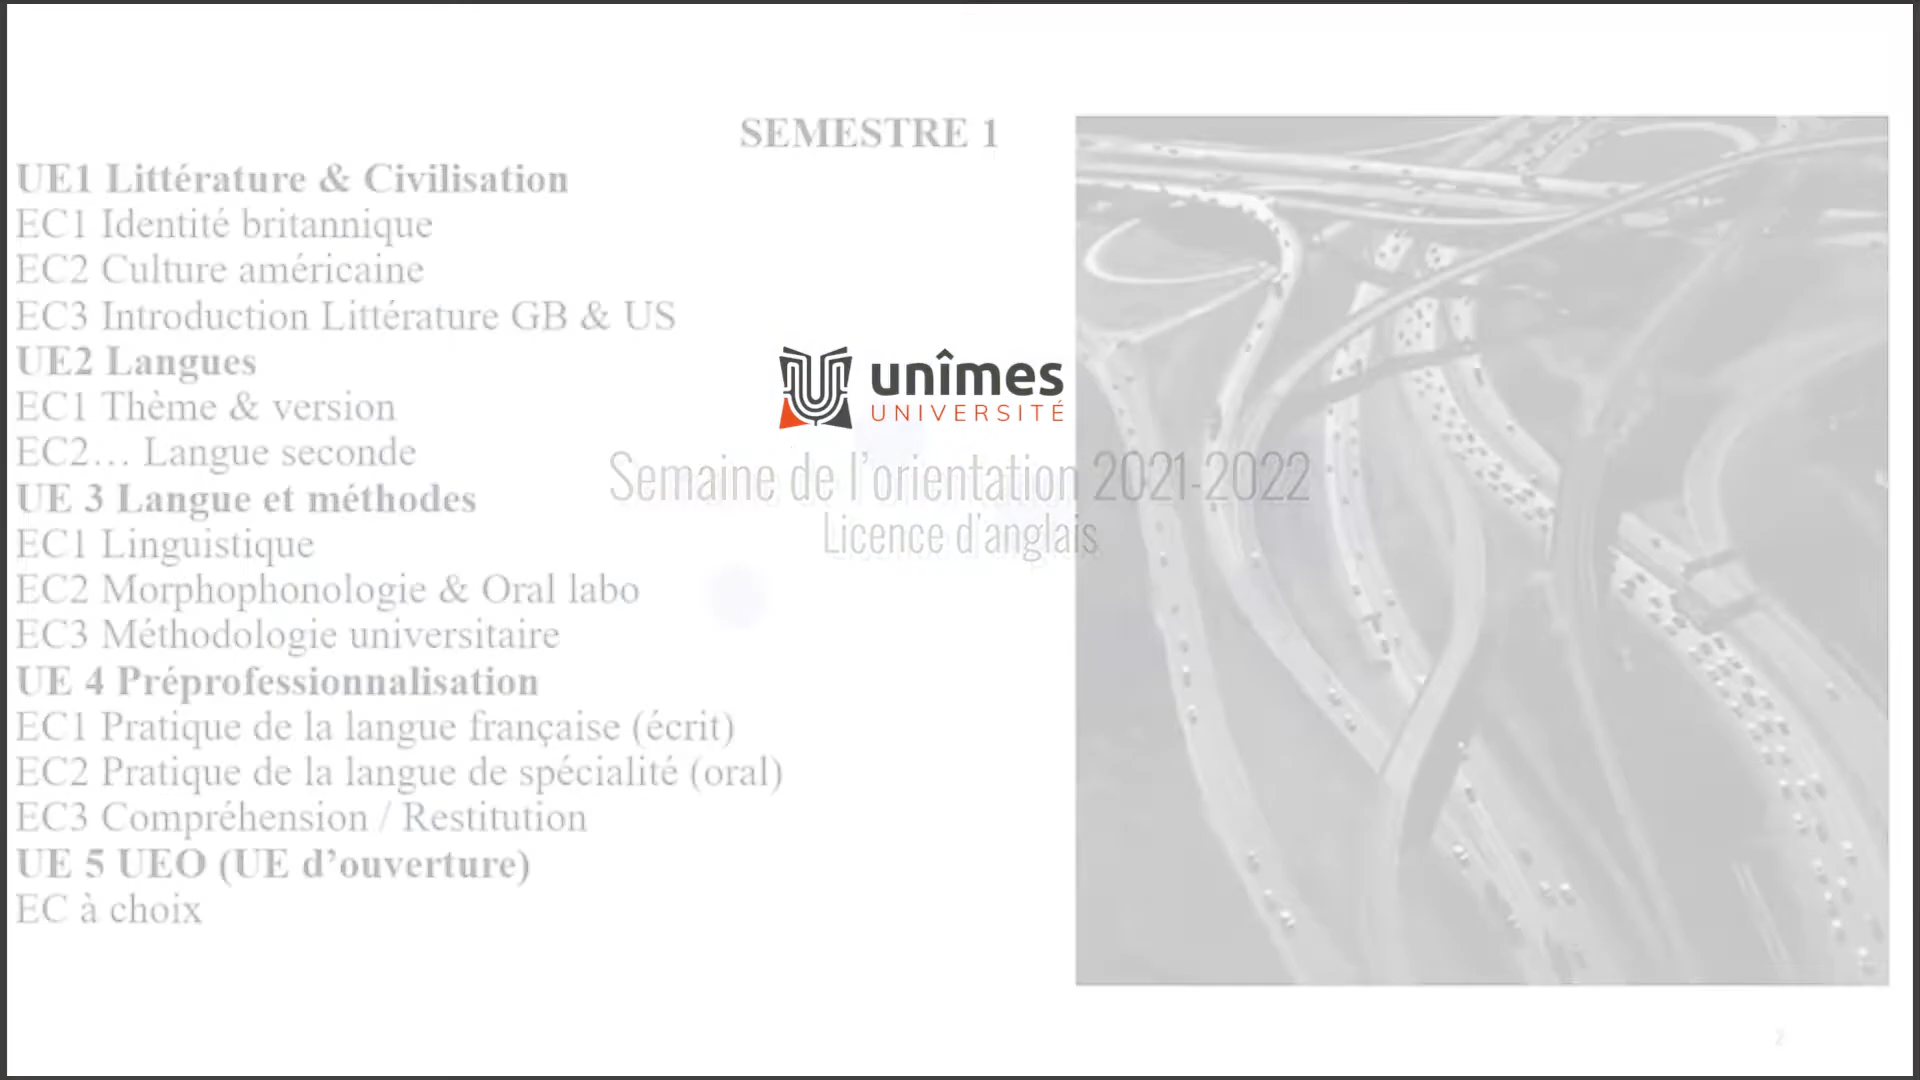 SEMESTRE 1
UE1 Littérature & Civilisation
EC1 Identité britannique
EC2 Culture américaine
EC3 Introduction Littérature GB & US
UE2 Langues
EC1 Thème & version
EC2... Langue seconde
UE 3 Langue et méthodes
EC1 Linguistique
EC2 Morphophonologie & Oral labo
EC3 Méthodologie universitaire
UE 4 Préprofessionnalisation
EC1 Pratique de la langue française (écrit)
EC2 Pratique de la langue de spécialité (oral)
EC3 Compréhension / Restitution
UE 5 UEO (UE d’ouverture)
EC à choix
unîmes
UNIVERSITÉ
Semaine de l’orientation 2021-2022
Licence d'anglais
2